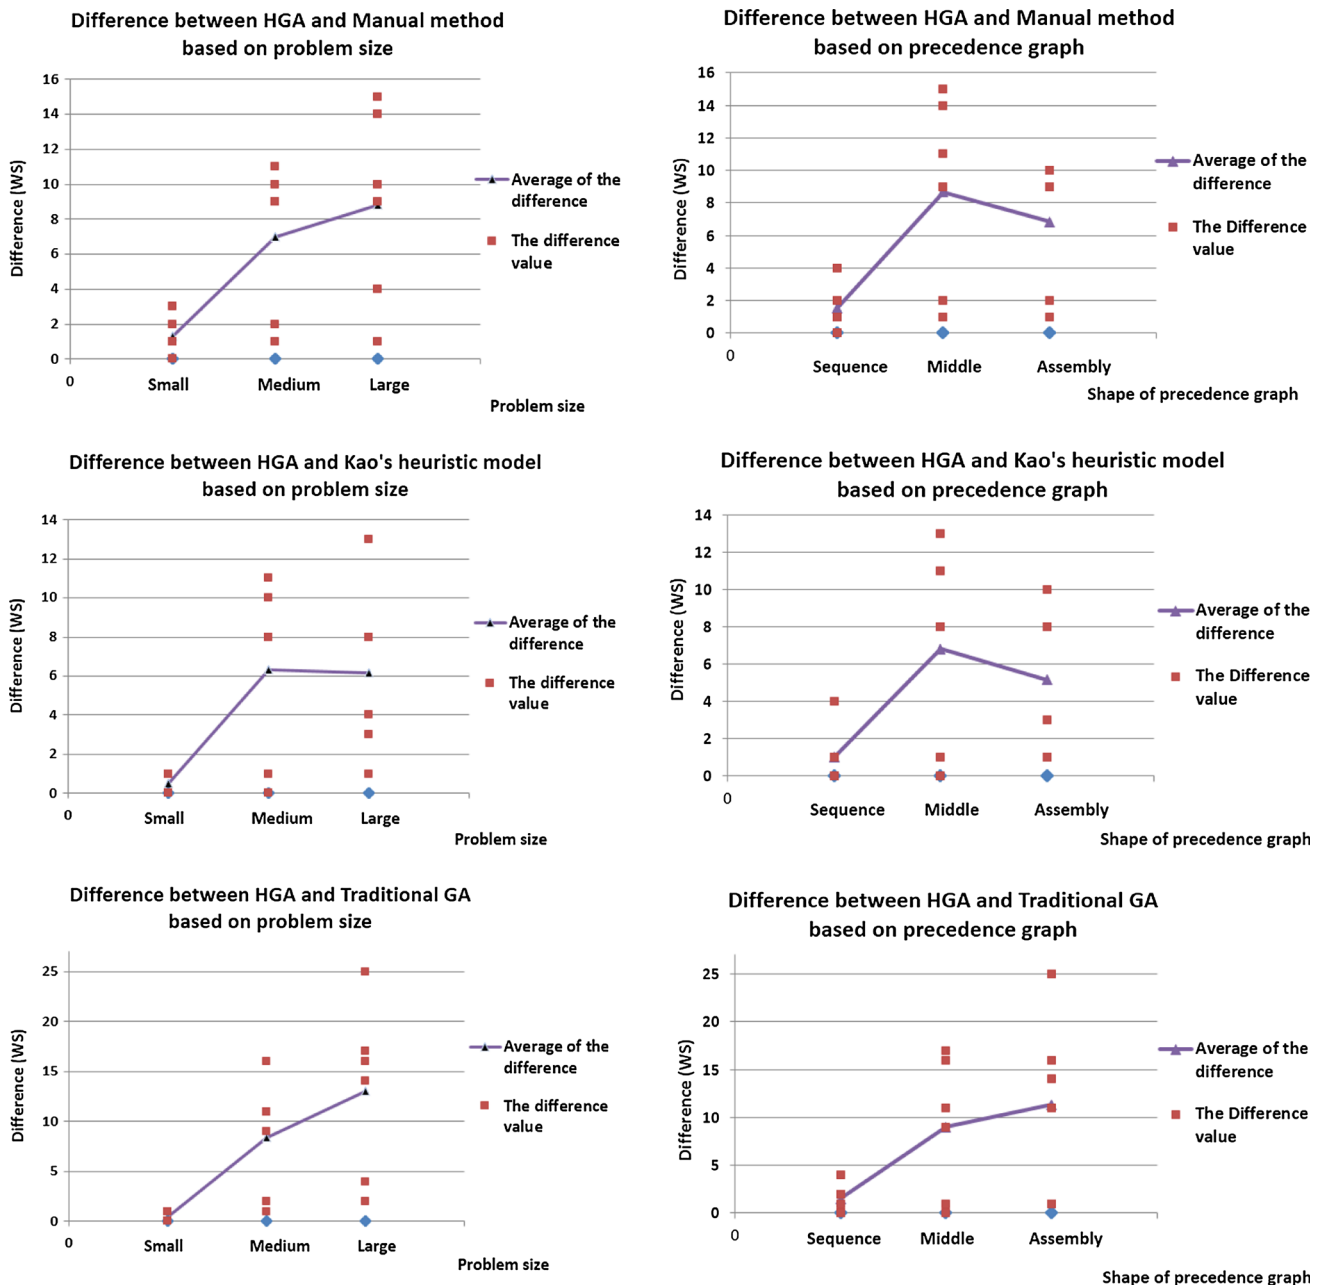 Difference between HGA and Manual method
based on problem size
16
14
12
10
8
6
4
2
0
0
Difference (WS)
Small
Medium
Large
Problem size
Average of the
difference
The difference
value
Difference between HGA and Manual method
based on precedence graph
16
14
12
10
8
6
4
2
0
0
Difference (WS)
Sequence
Middle
Assembly
Shape of precedence graph
Average of the
difference
The Difference
value
Difference between HGA and Kao's heuristic model
based on problem size
14
12
10
8
6
4
2
0
0
Difference (WS)
Small
Medium
Large
Problem size
Average of the
difference
The difference
value
Difference between HGA and Kao's heuristic model
based on precedence graph
14
12
10
8
6
4
2
0
0
Difference (WS)
Sequence
Middle
Assembly
Shape of precedence graph
Average of the
difference
The Difference
value
Difference between HGA and Traditional GA
based on problem size
25
20
15
10
5
0
0
Difference (WS)
Small
Medium
Large
Problem size
Average of the
difference
The difference
value
Difference between HGA and Traditional GA
based on precedence graph
25
20
15
10
5
0
0
Difference (WS)
Sequence
Middle
Assembly
Shape of precedence graph
Average of the
difference
The Difference
value